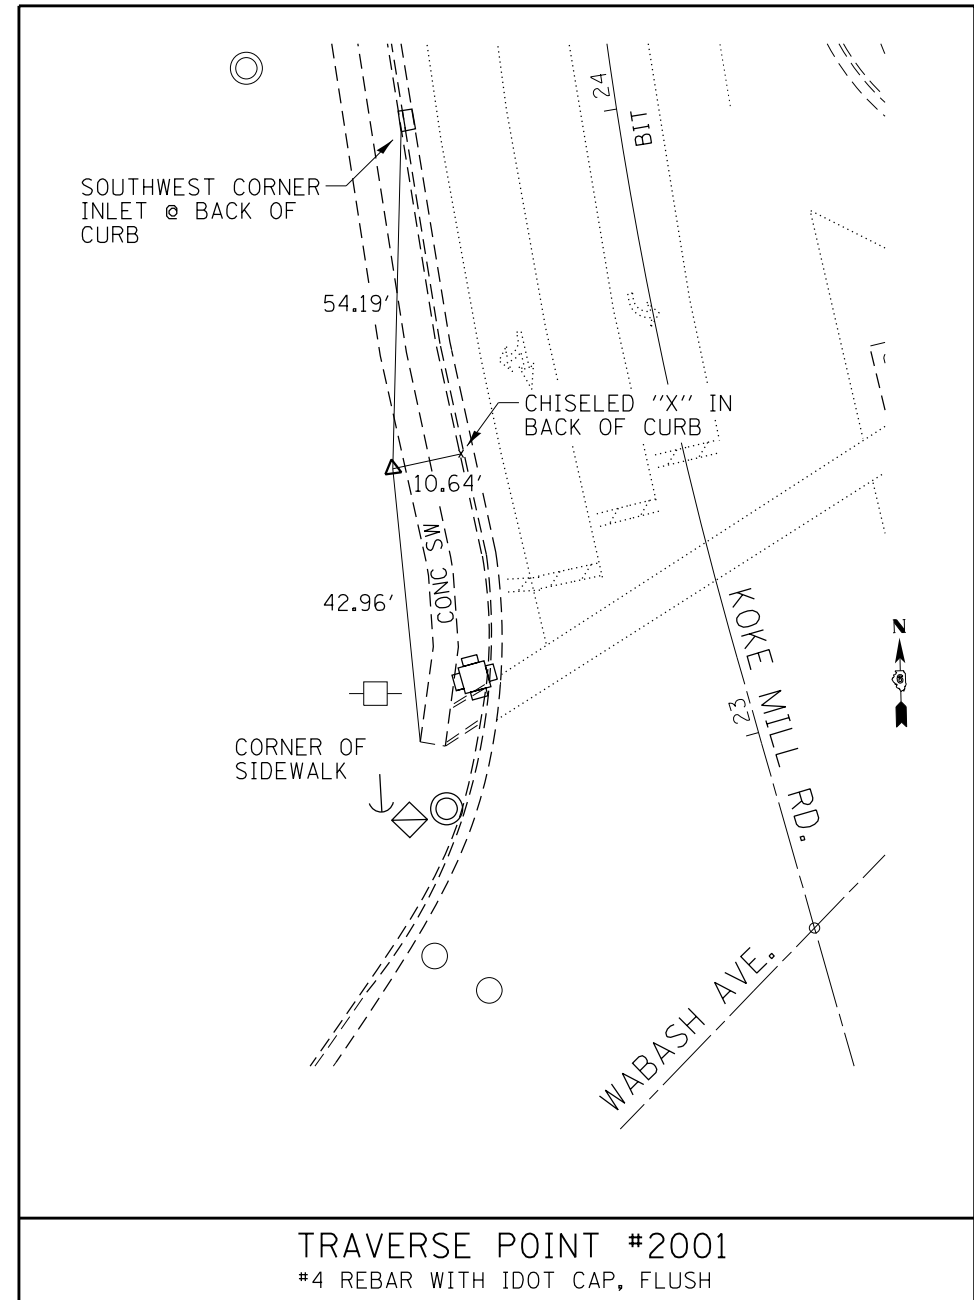 24
BIT
SOUTHWEST CORNER
INLET @ BACK OF
CURB
54.19'
CHISELED "X" IN
BACK OF CURB
10.64'
CONC SW
42.96'
KOKE MILL RD.
N
23
CORNER OF
SIDEWALK
WABASH AVE.
TRAVERSE POINT #2001
#4 REBAR WITH IDOT CAP, FLUSH